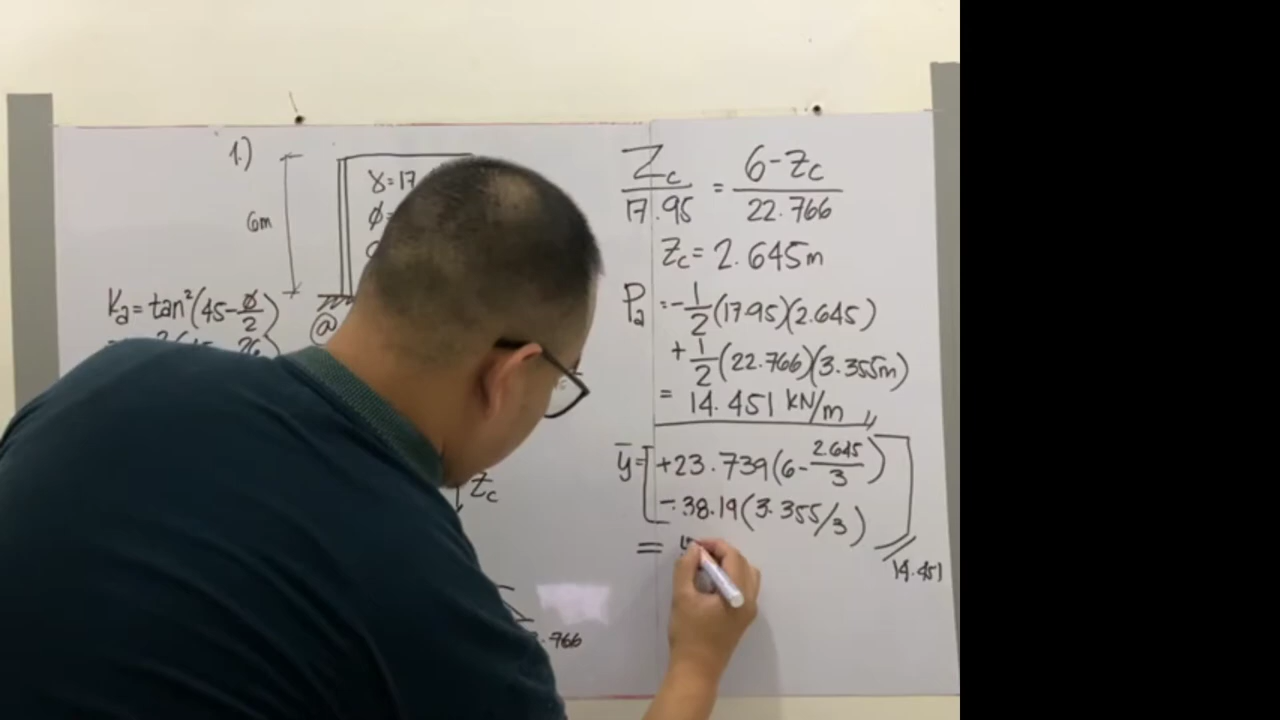 1.)
γ=17
6m
φ=
Ka = tan²(45-φ/2)
@
Zc
.766
Zc/17.95 = 6-Zc/22.766
Zc = 2.645m
Pa = -1/2(17.95)(2.645)
+1/2(22.766)(3.355m)
= 14.451 KN/m
ȳ=[+23.739(6-2.645/3)
-38.19(3.355/3)] // 14.451
=